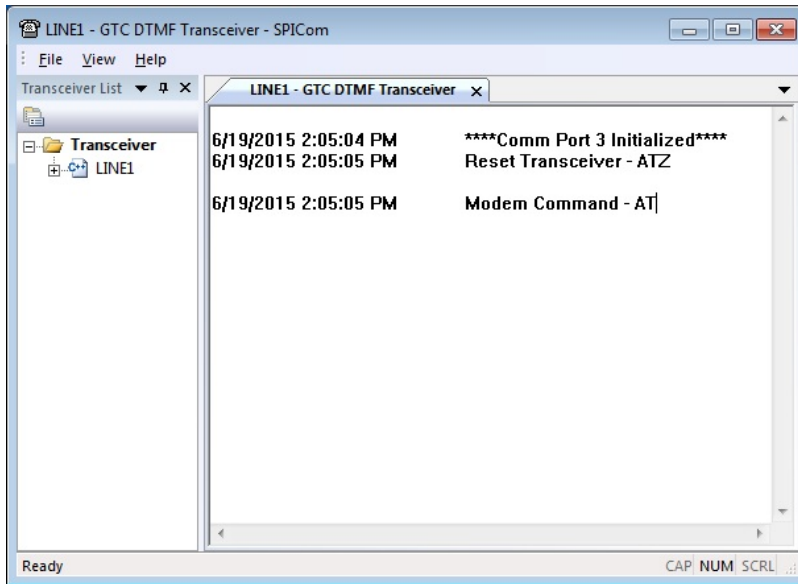 LINE1 - GTC DTMF Transceiver - SPICom
File View Help
Transceiver List
LINE1 - GTC DTMF Transceiver
Transceiver
LINE1
6/19/2015 2:05:04 PM ****Comm Port 3 Initialized****
6/19/2015 2:05:05 PM Reset Transceiver - ATZ
6/19/2015 2:05:05 PM Modem Command - AT
Ready CAP NUM SCRL